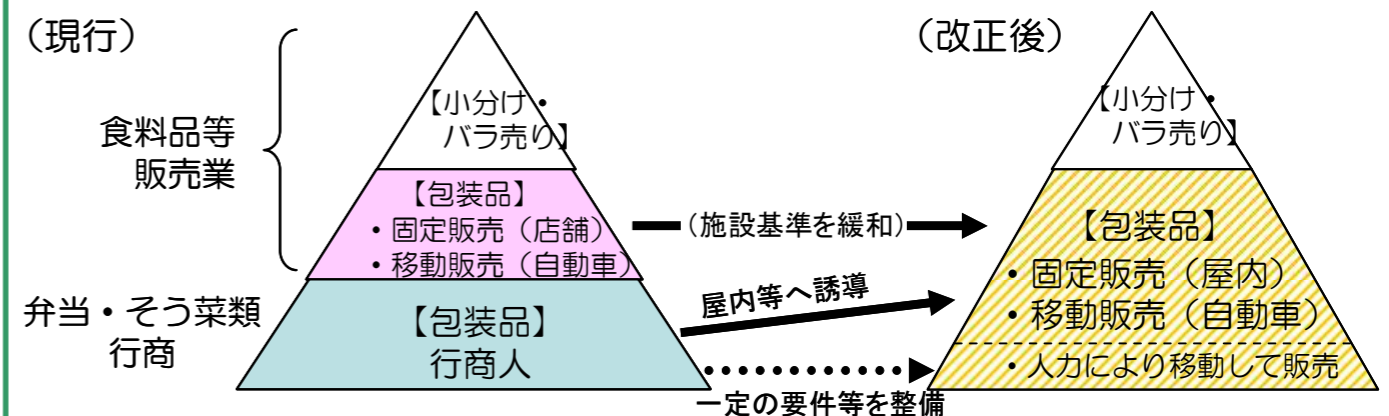 （現行）
食料品等
販売業
弁当・そう菜類
行商
【小分け・
バラ売り】
【包装品】
・固定販売（店舗）
・移動販売（自動車）
【包装品】
行商人
（施設基準を緩和）
屋内等へ誘導
一定の要件等を整備
（改正後）
【小分け・
バラ売り】
【包装品】
・固定販売（屋内）
・移動販売（自動車）
・人力により移動して販売